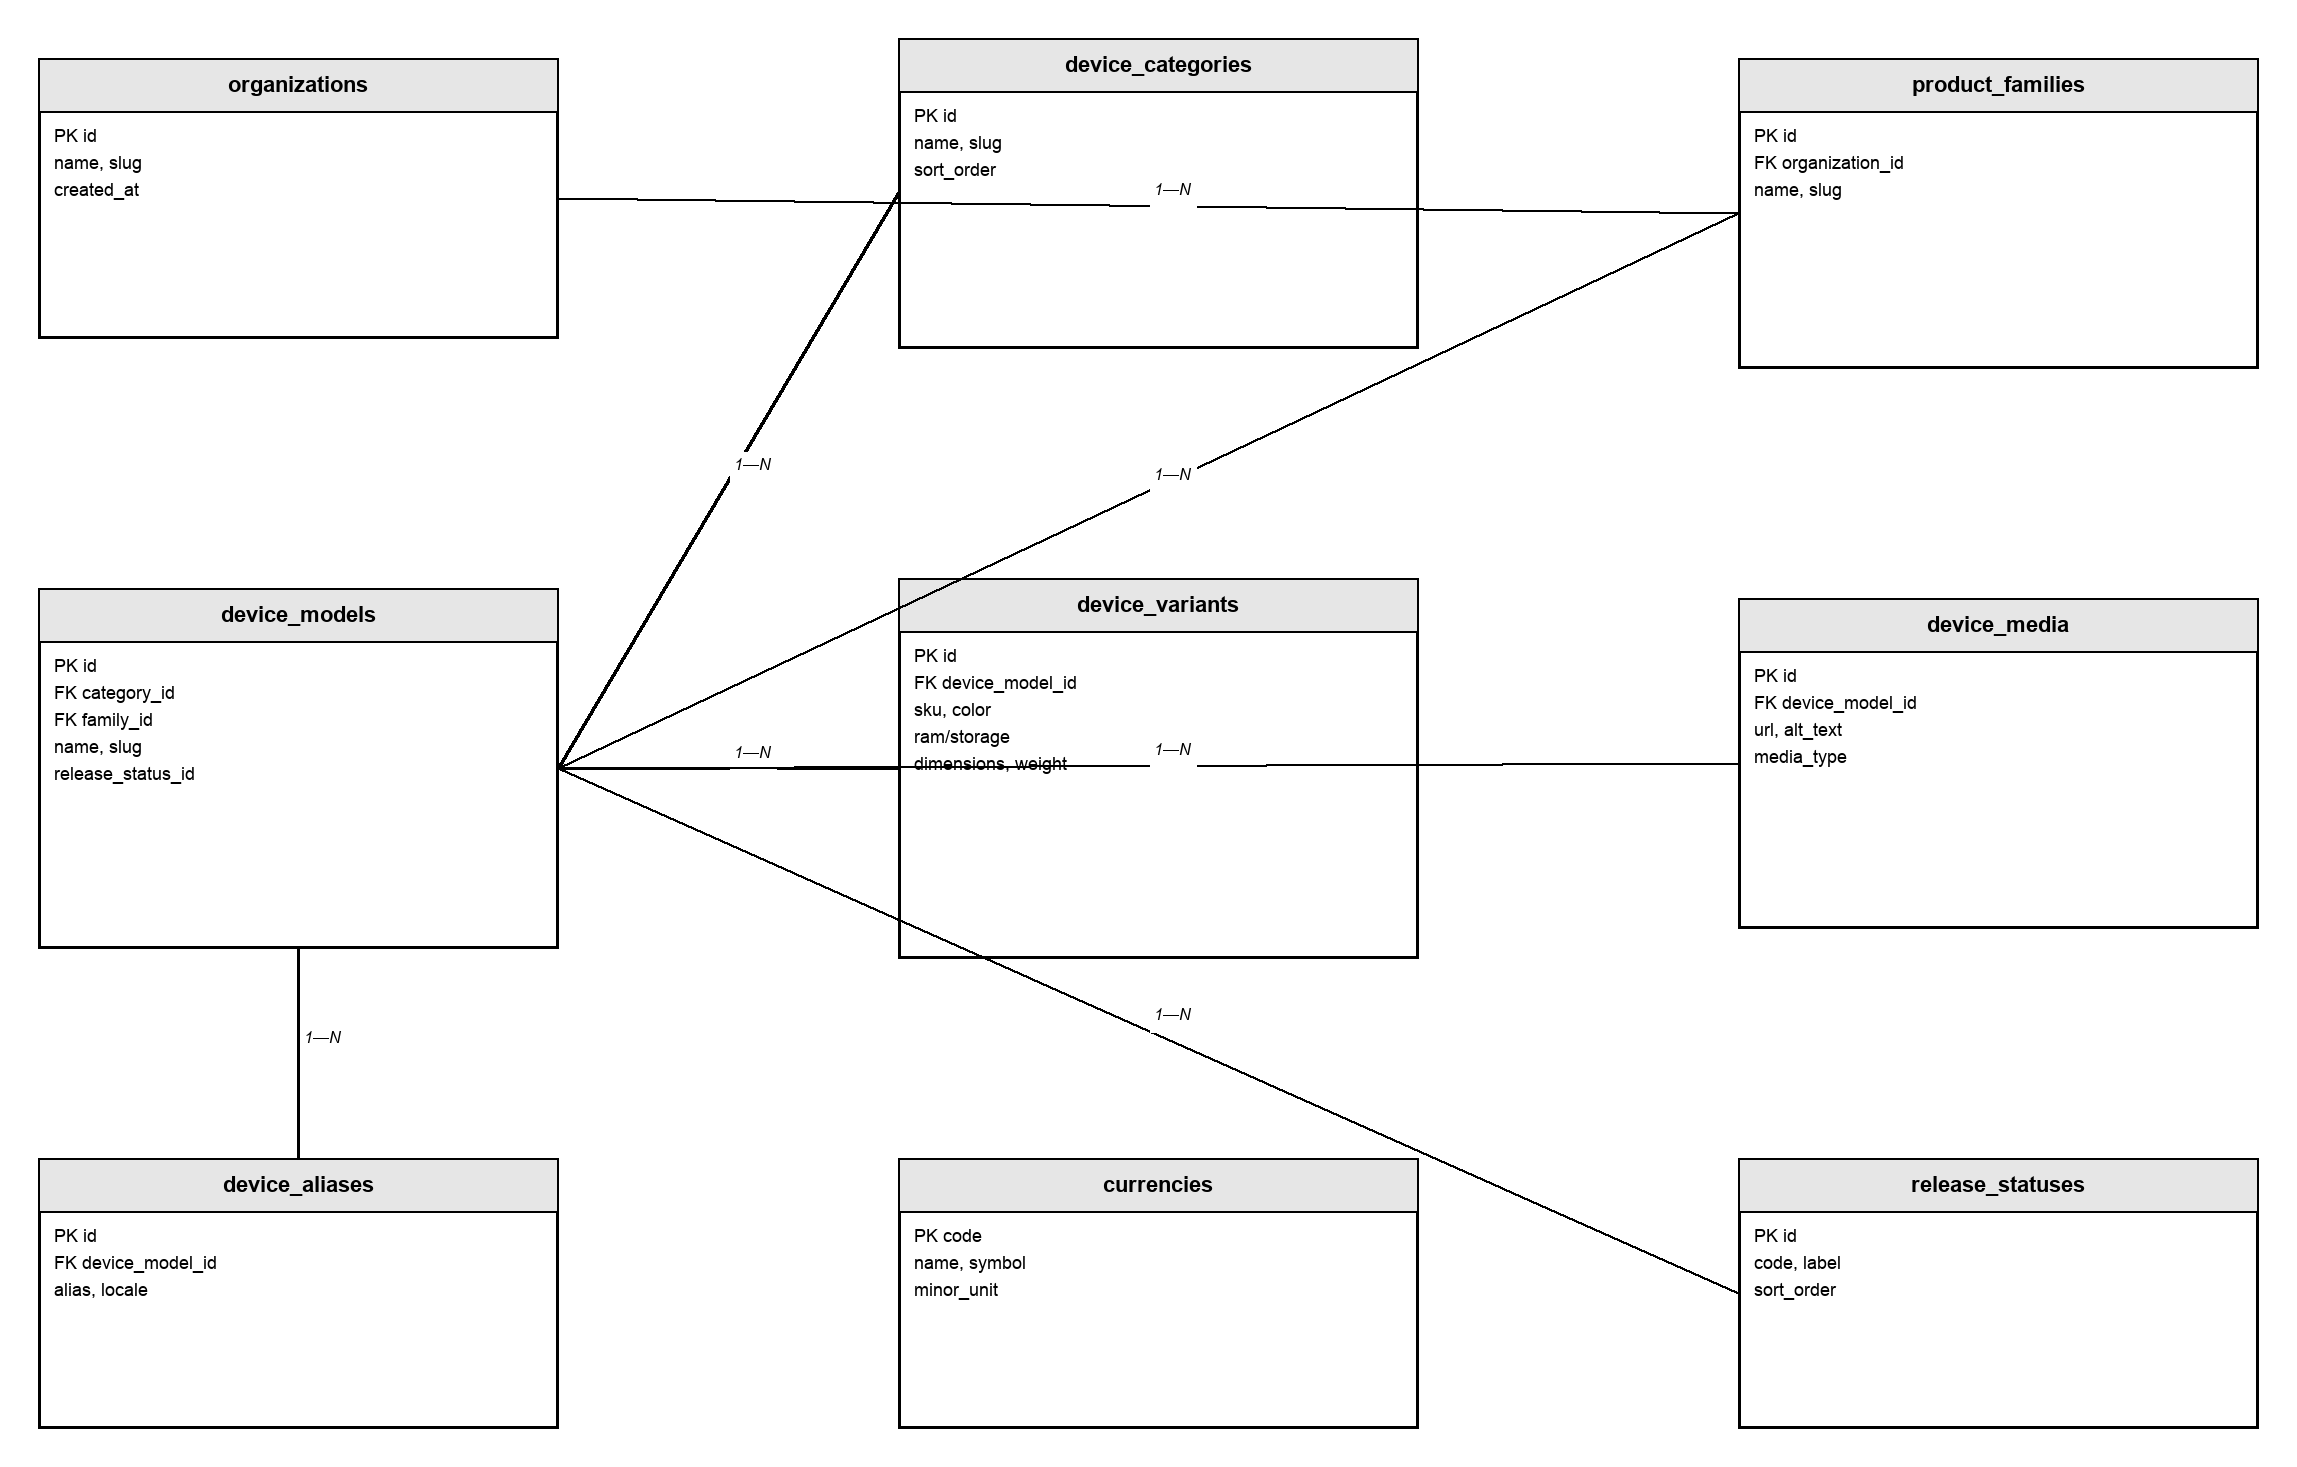 organizations
PK id
name, slug
created_at
device_categories
PK id
name, slug
sort_order
product_families
PK id
FK organization_id
name, slug
1—N
1—N
1—N
device_models
PK id
FK category_id
FK family_id
name, slug
release_status_id
1—N
device_variants
PK id
FK device_model_id
sku, color
ram/storage
dimensions, weight
1—N
device_media
PK id
FK device_model_id
url, alt_text
media_type
1—N
1—N
device_aliases
PK id
FK device_model_id
alias, locale
currencies
PK code
name, symbol
minor_unit
release_statuses
PK id
code, label
sort_order